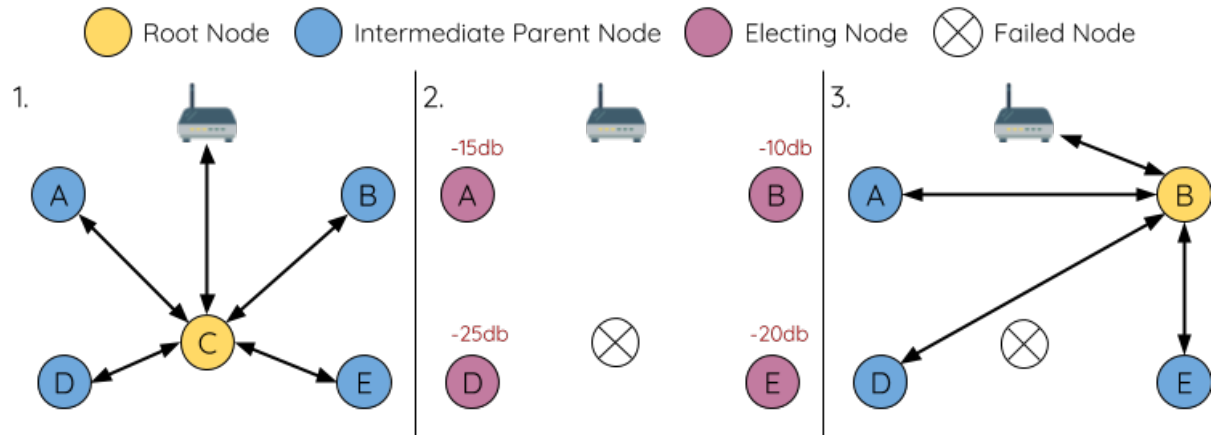 Root Node
Intermediate Parent Node
Electing Node
Failed Node
1.
A
B
C
D
E
2.
-15db
-10db
A
B
-25db
-20db
D
E
3.
A
B
D
E